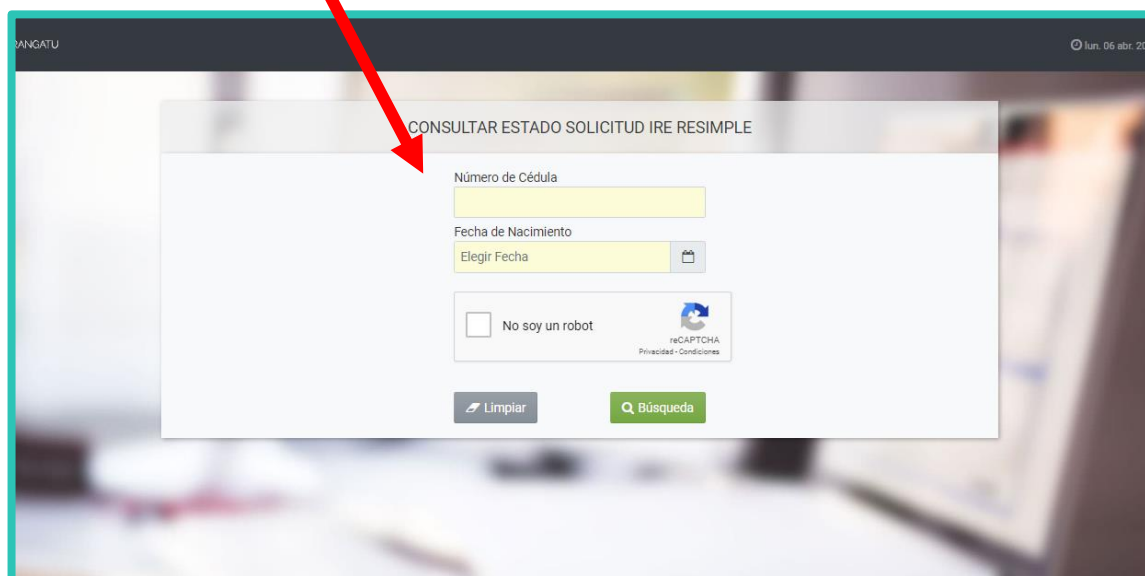 RANGATU
lun. 06 abr. 20
CONSULTAR ESTADO SOLICITUD IRE RESIMPLE
Número de Cédula
Fecha de Nacimiento
Elegir Fecha
No soy un robot
reCAPTCHA
Privacidad - Condiciones
Limpiar
Búsqueda